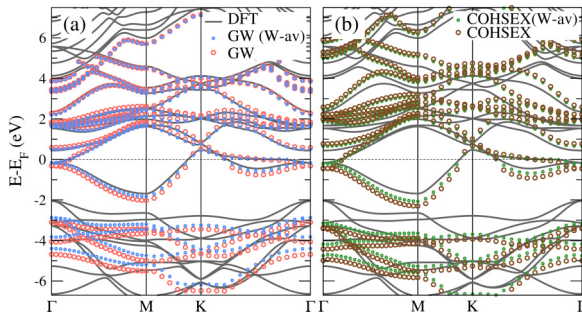 (a)
DFT
GW (W-av)
GW
(b)
COHSEX(W-av)
COHSEX
E-E_F (eV)
6
4
2
0
-2
-4
-6
Γ M K Γ
Γ M K Γ